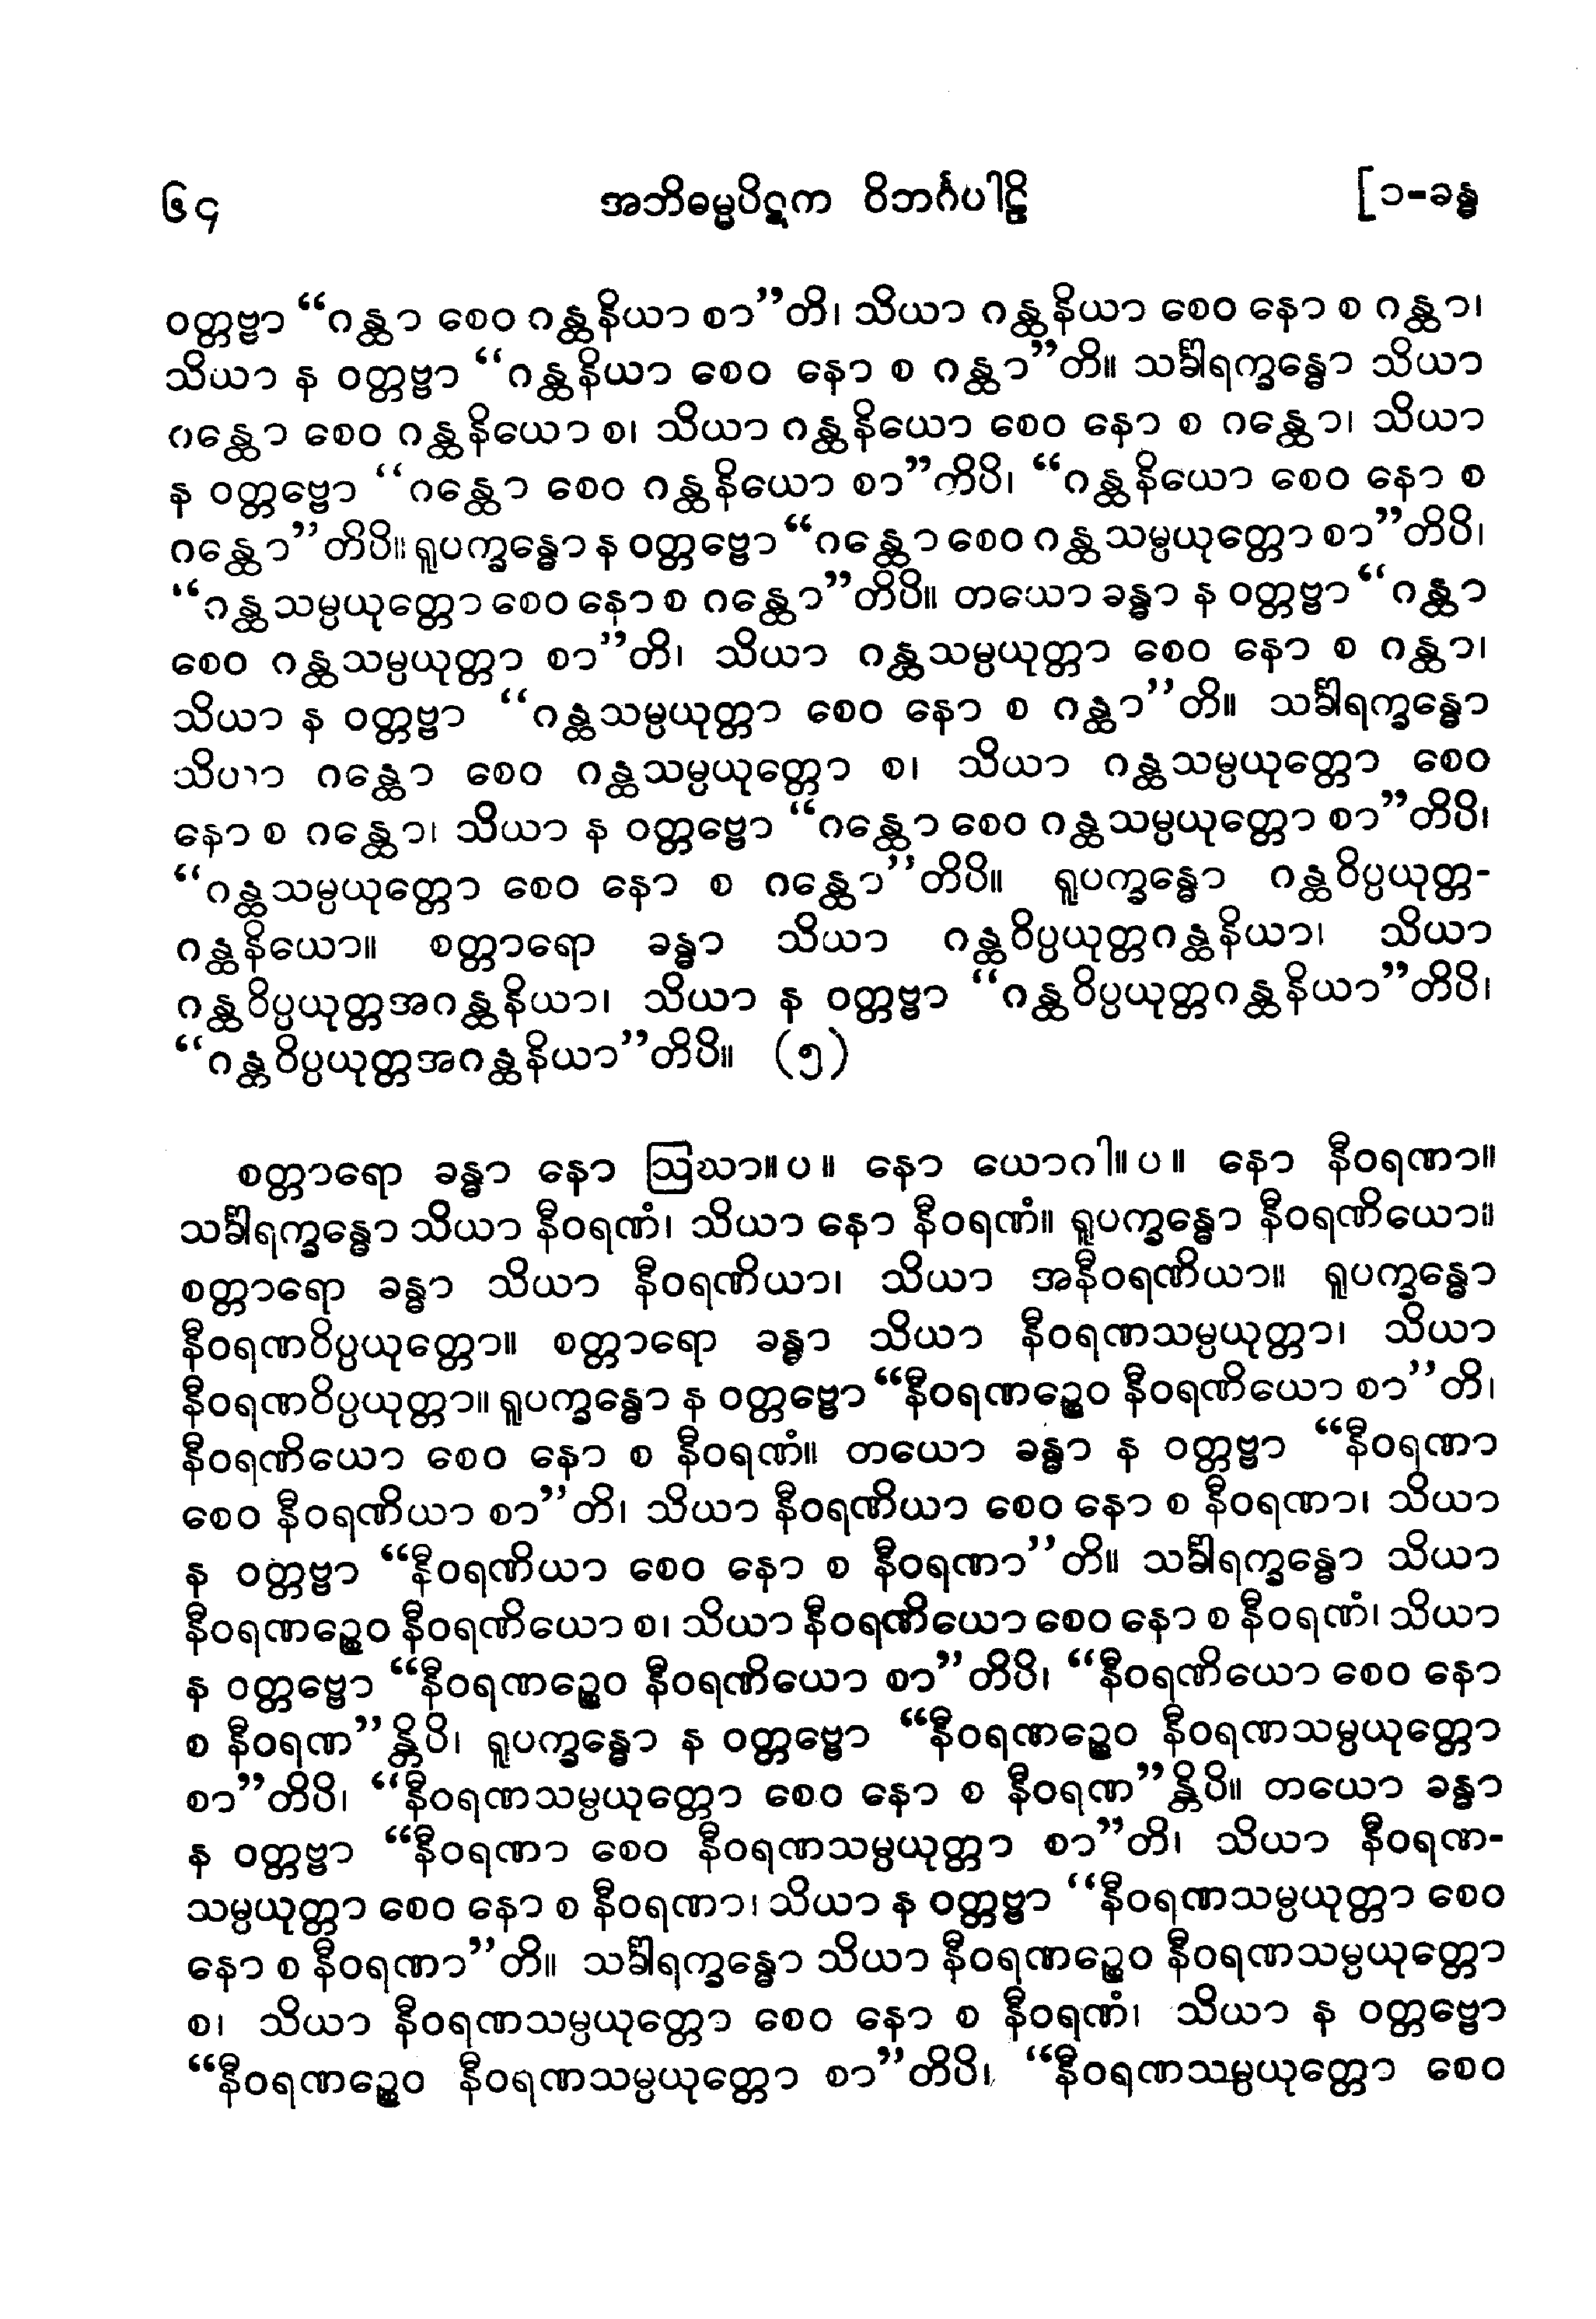 ၆၄ အဘိဓမ္မပိဋက ဝိဘင်္ဂပါဠိ [၁-ခန္ဓ
ဝတ္တဗ္ဗာ “ဂန္ထာ စေဝ ဂန္ထနိယာ စာ”တိ၊ သိယာ ဂန္ထနိယာ စေဝ နော စ ဂန္ထာ၊
သိယာ န ဝတ္တဗ္ဗာ “ဂန္ထနိယာ စေဝ နော စ ဂန္ထာ”တိ။ သင်္ခါရက္ခန္ဓော သိယာ
ဂန္ထော စေဝ ဂန္ထနိယော စ၊ သိယာ ဂန္ထနိယော စေဝ နော စ ဂန္ထော၊ သိယာ
န ဝတ္တဗ္ဗော “ဂန္ထော စေဝ ဂန္ထနိယော စာ”တိပိ၊ “ဂန္ထနိယော စေဝ နော စ
ဂန္ထော”တိပိ။ ရူပက္ခန္ဓော န ဝတ္တဗ္ဗော “ဂန္ထော စေဝ ဂန္ထသမ္ပယုတ္တော စာ”တိပိ၊
“ဂန္ထသမ္ပယုတ္တော စေဝ နော စ ဂန္ထော”တိပိ။ တယော ခန္ဓာ န ဝတ္တဗ္ဗာ “ဂန္ထာ
စေဝ ဂန္ထသမ္ပယုတ္တာ စာ”တိ၊ သိယာ ဂန္ထသမ္ပယုတ္တာ စေဝ နော စ ဂန္ထာ၊
သိယာ န ဝတ္တဗ္ဗာ “ဂန္ထသမ္ပယုတ္တာ စေဝ နော စ ဂန္ထာ”တိ။ သင်္ခါရက္ခန္ဓော
သိယာ ဂန္ထော စေဝ ဂန္ထသမ္ပယုတ္တော စ၊ သိယာ ဂန္ထသမ္ပယုတ္တော စေဝ
နော စ ဂန္ထော၊ သိယာ န ဝတ္တဗ္ဗော “ဂန္ထော စေဝ ဂန္ထသမ္ပယုတ္တော စာ”တိပိ၊
“ဂန္ထသမ္ပယုတ္တော စေဝ နော စ ဂန္ထော”တိပိ။ ရူပက္ခန္ဓော ဂန္ထဝိပ္ပယုတ္တ-
ဂန္ထနိယော။ စတ္တာရော ခန္ဓာ သိယာ ဂန္ထဝိပ္ပယုတ္တဂန္ထနိယာ၊ သိယာ
ဂန္ထဝိပ္ပယုတ္တအဂန္ထနိယာ၊ သိယာ န ဝတ္တဗ္ဗာ “ဂန္ထဝိပ္ပယုတ္တဂန္ထနိယာ”တိပိ၊
“ဂန္ထဝိပ္ပယုတ္တအဂန္ထနိယာ”တိပိ။ (၅)
စတ္တာရော ခန္ဓာ နော ဩဃာ။ပ။ နော ယောဂါ။ပ။ နော နီဝရဏာ။
သင်္ခါရက္ခန္ဓော သိယာ နီဝရဏံ၊ သိယာ နော နီဝရဏံ။ ရူပက္ခန္ဓော နီဝရဏိယော။
စတ္တာရော ခန္ဓာ သိယာ နီဝရဏိယာ၊ သိယာ အနီဝရဏိယာ။ ရူပက္ခန္ဓော
နီဝရဏဝိပ္ပယုတ္တော။ စတ္တာရော ခန္ဓာ သိယာ နီဝရဏသမ္ပယုတ္တာ၊ သိယာ
နီဝရဏဝိပ္ပယုတ္တာ။ ရူပက္ခန္ဓော န ဝတ္တဗ္ဗော “နီဝရဏဉ္စေဝ နီဝရဏိယော စာ”တိ၊
နီဝရဏိယော စေဝ နော စ နီဝရဏံ။ တယော ခန္ဓာ န ဝတ္တဗ္ဗာ “နီဝရဏာ
စေဝ နီဝရဏိယာ စာ”တိ၊ သိယာ နီဝရဏိယာ စေဝ နော စ နီဝရဏာ၊ သိယာ
န ဝတ္တဗ္ဗာ “နီဝရဏိယာ စေဝ နော စ နီဝရဏာ”တိ။ သင်္ခါရက္ခန္ဓော သိယာ
နီဝရဏဉ္စေဝ နီဝရဏိယော စ၊ သိယာ နီဝရဏိယော စေဝ နော စ နီဝရဏံ၊ သိယာ
န ဝတ္တဗ္ဗော “နီဝရဏဉ္စေဝ နီဝရဏိယော စာ”တိပိ၊ “နီဝရဏိယော စေဝ နော
စ နီဝရဏ”န္တိပိ၊ ရူပက္ခန္ဓော န ဝတ္တဗ္ဗော “နီဝရဏဉ္စေဝ နီဝရဏသမ္ပယုတ္တော
စာ”တိပိ၊ “နီဝရဏသမ္ပယုတ္တော စေဝ နော စ နီဝရဏ”န္တိပိ။ တယော ခန္ဓာ
န ဝတ္တဗ္ဗာ “နီဝရဏာ စေဝ နီဝရဏသမ္ပယုတ္တာ စာ”တိ၊ သိယာ နီဝရဏ-
သမ္ပယုတ္တာ စေဝ နော စ နီဝရဏာ၊ သိယာ န ဝတ္တဗ္ဗာ “နီဝရဏသမ္ပယုတ္တာ စေဝ
နော စ နီဝရဏာ”တိ။ သင်္ခါရက္ခန္ဓော သိယာ နီဝရဏဉ္စေဝ နီဝရဏသမ္ပယုတ္တော
စ၊ သိယာ နီဝရဏသမ္ပယုတ္တော စေဝ နော စ နီဝရဏံ၊ သိယာ န ဝတ္တဗ္ဗော
“နီဝရဏဉ္စေဝ နီဝရဏသမ္ပယုတ္တော စာ”တိပိ၊ “နီဝရဏသမ္ပယုတ္တော စေဝ